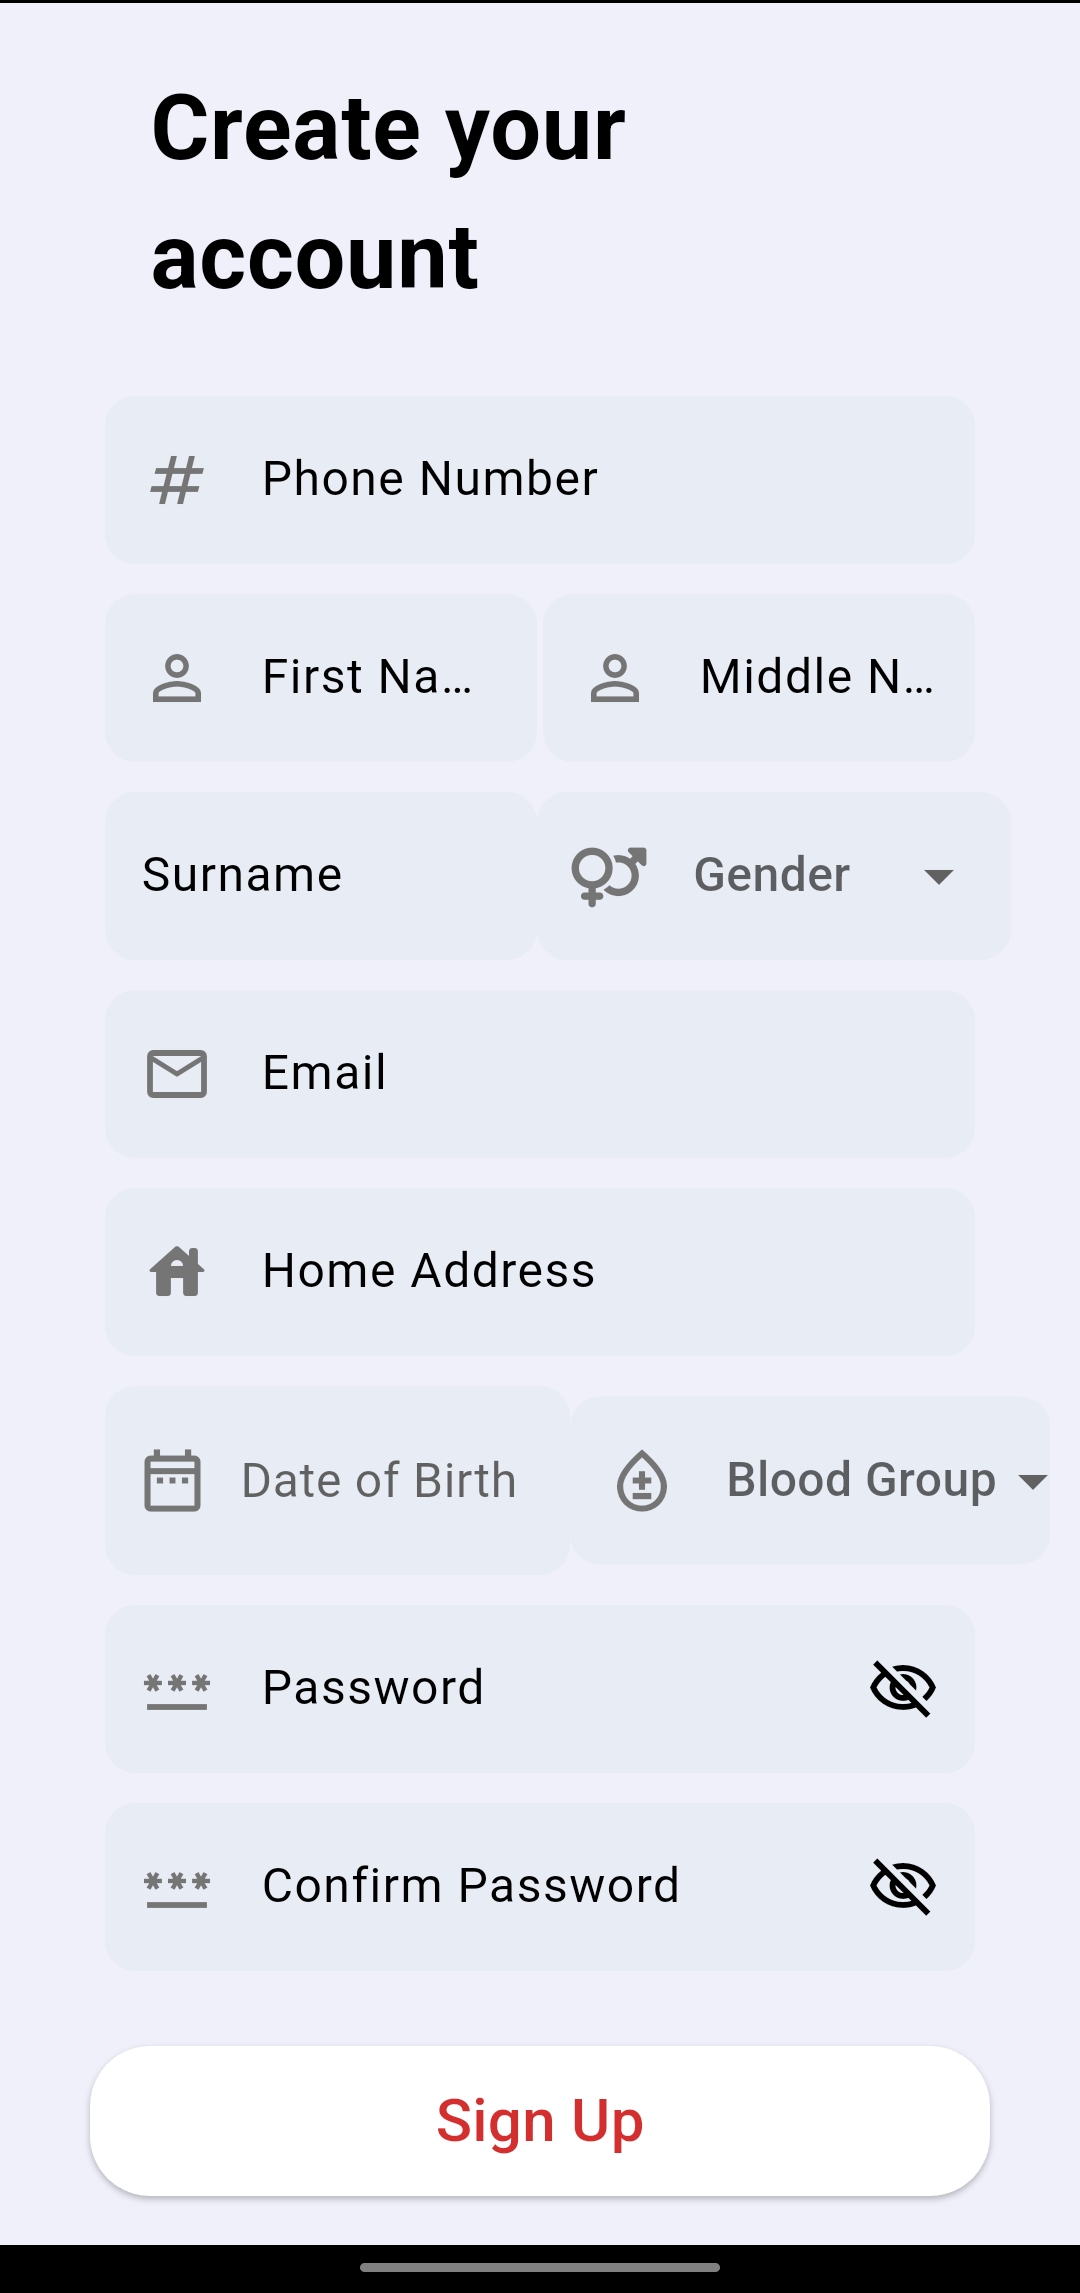 Create your
account
Phone Number
First Na...
Middle N...
Surname
Gender
Email
Home Address
Date of Birth
Blood Group
Password
Confirm Password
Sign Up